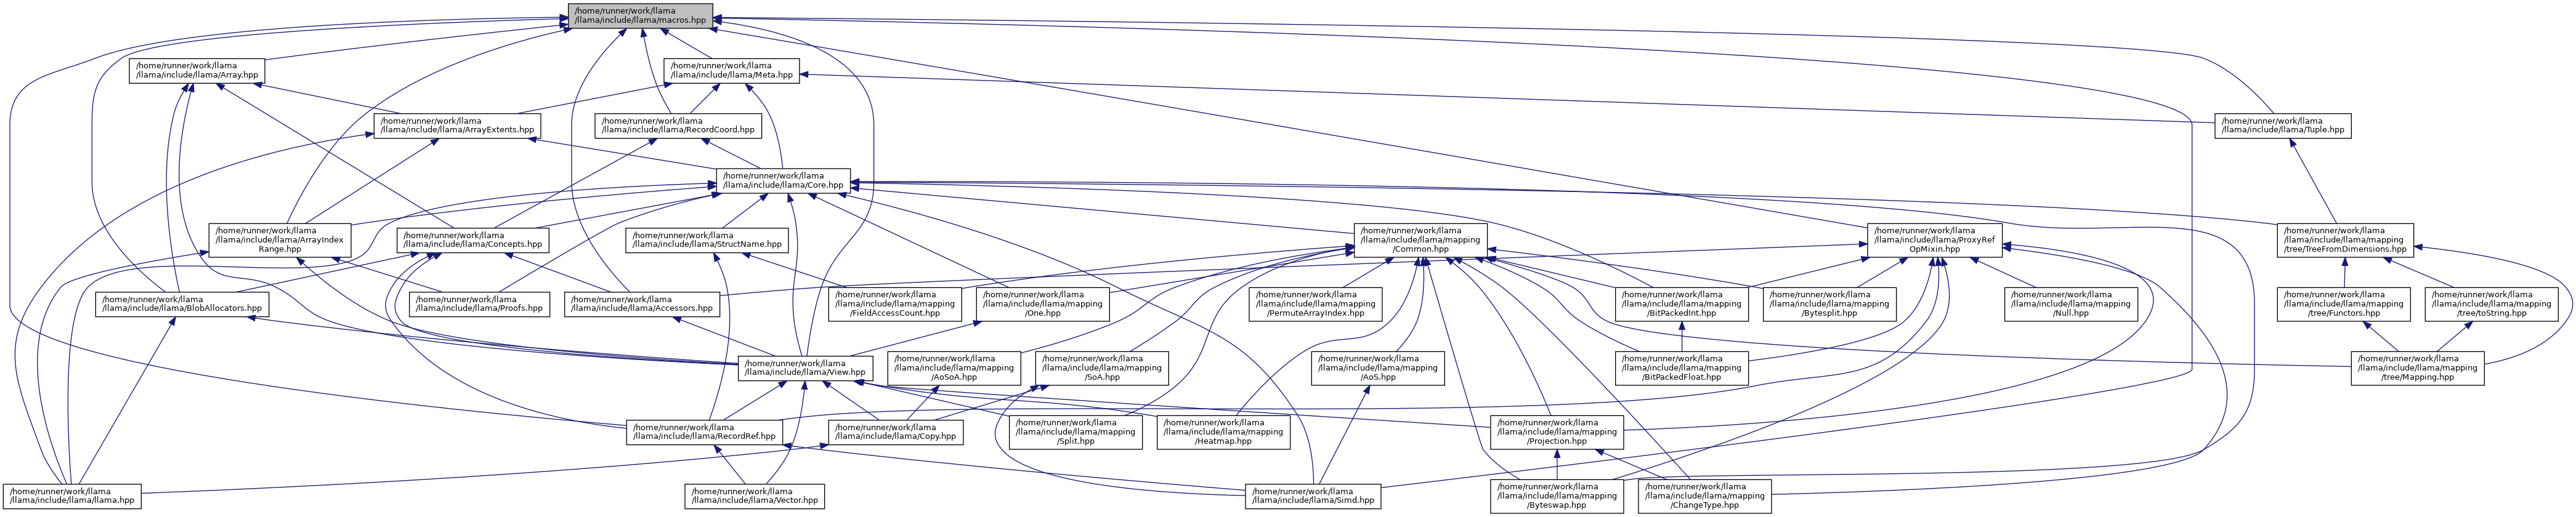 /home/runner/work/llama
/llama/include/llama/macros.hpp
/home/runner/work/llama
/llama/include/llama/Array.hpp
/home/runner/work/llama
/llama/include/llama/Meta.hpp
/home/runner/work/llama
/llama/include/llama/ArrayExtents.hpp
/home/runner/work/llama
/llama/include/llama/RecordCoord.hpp
/home/runner/work/llama
/llama/include/llama/Tuple.hpp
/home/runner/work/llama
/llama/include/llama/Core.hpp
/home/runner/work/llama
/llama/include/llama/ArrayIndex
Range.hpp
/home/runner/work/llama
/llama/include/llama/Concepts.hpp
/home/runner/work/llama
/llama/include/llama/StructName.hpp
/home/runner/work/llama
/llama/include/llama/mapping
/Common.hpp
/home/runner/work/llama
/llama/include/llama/ProxyRef
OpMixin.hpp
/home/runner/work/llama
/llama/include/llama/mapping
/tree/TreeFromDimensions.hpp
/home/runner/work/llama
/llama/include/llama/BlobAllocators.hpp
/home/runner/work/llama
/llama/include/llama/Proofs.hpp
/home/runner/work/llama
/llama/include/llama/Accessors.hpp
/home/runner/work/llama
/llama/include/llama/mapping
/FieldAccessCount.hpp
/home/runner/work/llama
/llama/include/llama/mapping
/One.hpp
/home/runner/work/llama
/llama/include/llama/mapping
/PermuteArrayIndex.hpp
/home/runner/work/llama
/llama/include/llama/mapping
/BitPackedInt.hpp
/home/runner/work/llama
/llama/include/llama/mapping
/Bytesplit.hpp
/home/runner/work/llama
/llama/include/llama/mapping
/Null.hpp
/home/runner/work/llama
/llama/include/llama/mapping
/tree/Functors.hpp
/home/runner/work/llama
/llama/include/llama/mapping
/tree/toString.hpp
/home/runner/work/llama
/llama/include/llama/View.hpp
/home/runner/work/llama
/llama/include/llama/mapping
/AoSoA.hpp
/home/runner/work/llama
/llama/include/llama/mapping
/SoA.hpp
/home/runner/work/llama
/llama/include/llama/mapping
/AoS.hpp
/home/runner/work/llama
/llama/include/llama/mapping
/BitPackedFloat.hpp
/home/runner/work/llama
/llama/include/llama/mapping
/tree/Mapping.hpp
/home/runner/work/llama
/llama/include/llama/RecordRef.hpp
/home/runner/work/llama
/llama/include/llama/Copy.hpp
/home/runner/work/llama
/llama/include/llama/mapping
/Split.hpp
/home/runner/work/llama
/llama/include/llama/mapping
/Heatmap.hpp
/home/runner/work/llama
/llama/include/llama/mapping
/Projection.hpp
/home/runner/work/llama
/llama/include/llama/llama.hpp
/home/runner/work/llama
/llama/include/llama/Vector.hpp
/home/runner/work/llama
/llama/include/llama/Simd.hpp
/home/runner/work/llama
/llama/include/llama/mapping
/Byteswap.hpp
/home/runner/work/llama
/llama/include/llama/mapping
/ChangeType.hpp